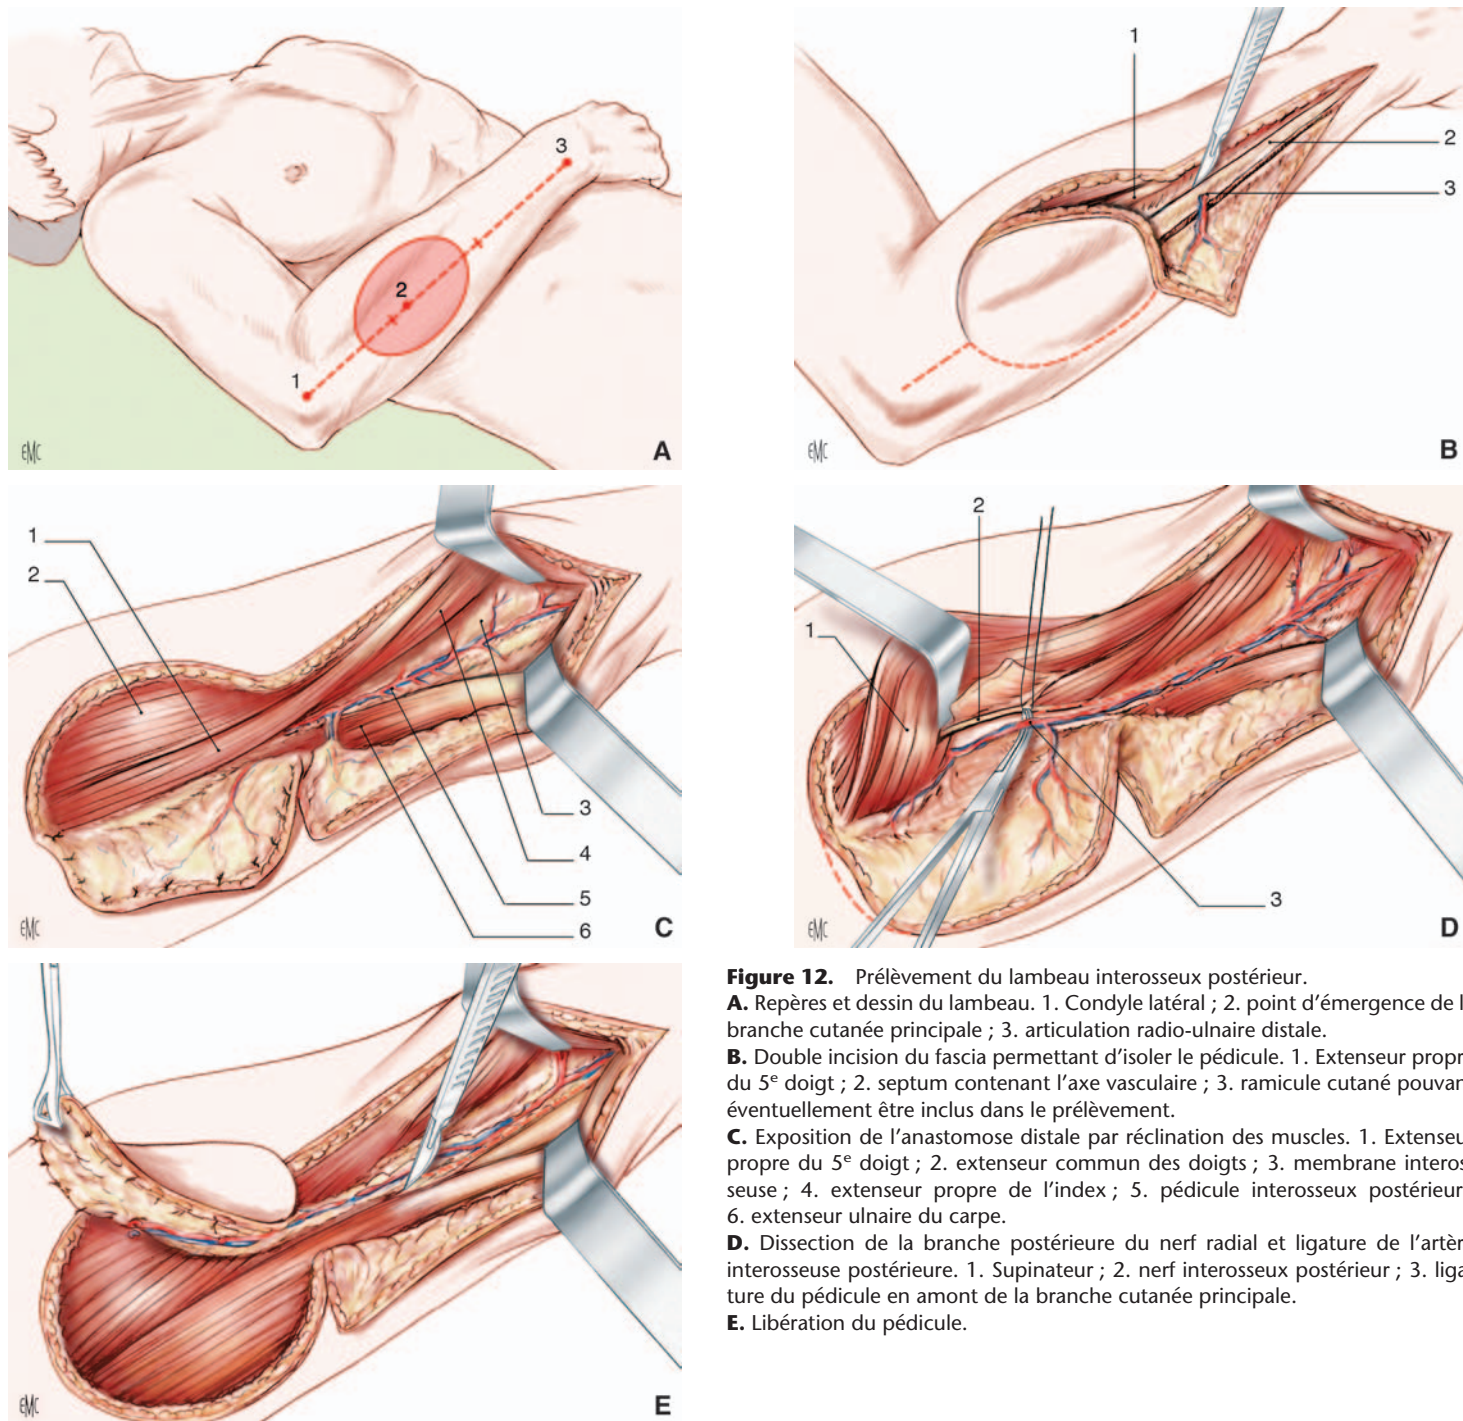 3
2
1
EMC
A
1
2
3
EMC
B
1
2
3
4
5
6
EMC
C
2
1
3
EMC
D
EMC
E
Figure 12. Prélèvement du lambeau interosseux postérieur.
A. Repères et dessin du lambeau. 1. Condyle latéral ; 2. point d'émergence de l
branche cutanée principale ; 3. articulation radio-ulnaire distale.
B. Double incision du fascia permettant d'isoler le pédicule. 1. Extenseur propr
du 5e doigt ; 2. septum contenant l'axe vasculaire ; 3. ramicule cutané pouvan
éventuellement être inclus dans le prélèvement.
C. Exposition de l'anastomose distale par réclination des muscles. 1. Extenseu
propre du 5e doigt ; 2. extenseur commun des doigts ; 3. membrane interos
seuse ; 4. extenseur propre de l'index ; 5. pédicule interosseux postérieur
6. extenseur ulnaire du carpe.
D. Dissection de la branche postérieure du nerf radial et ligature de l'artèr
interosseuse postérieure. 1. Supinateur ; 2. nerf interosseux postérieur ; 3. liga
ture du pédicule en amont de la branche cutanée principale.
E. Libération du pédicule.